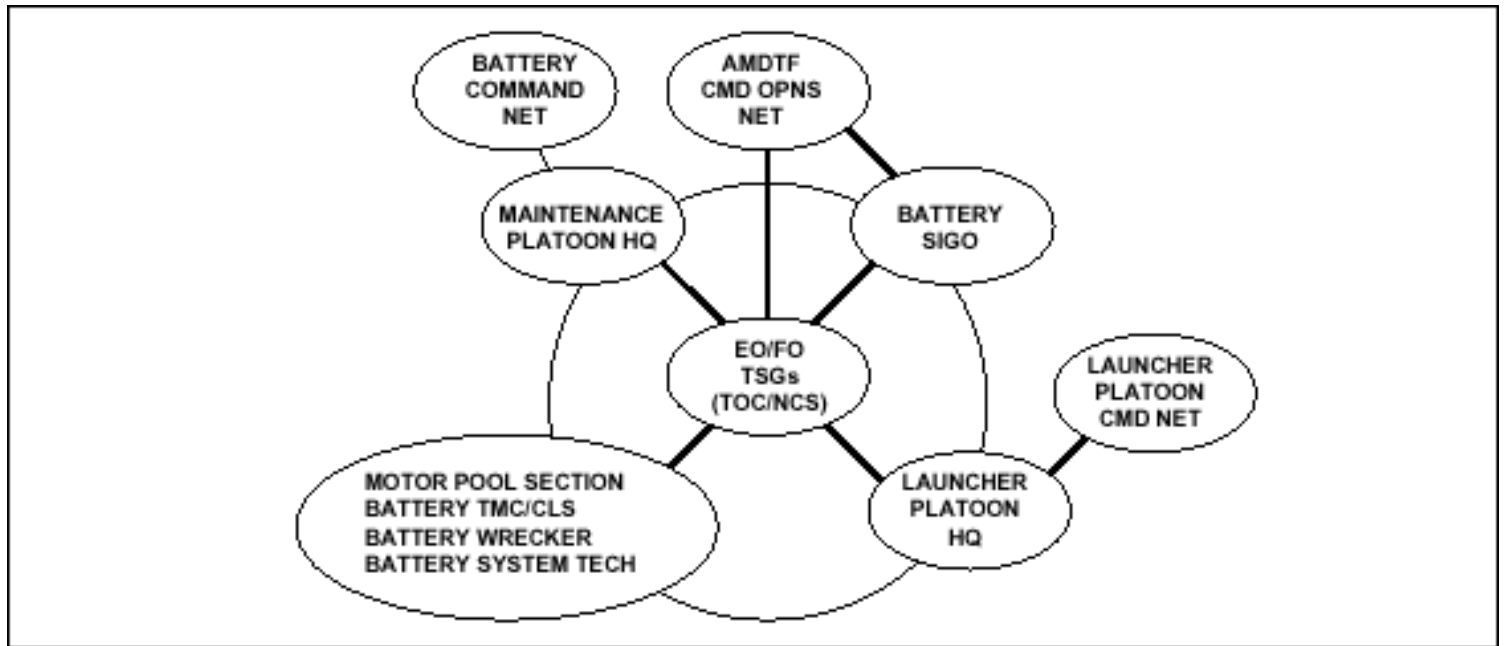 BATTERY
COMMAND
NET
AMDTF
CMD OPNS
NET
MAINTENANCE
PLATOON HQ
BATTERY
SIGO
EO/FO
TSGs
(TOC/NCS)
LAUNCHER
PLATOON
CMD NET
MOTOR POOL SECTION
BATTERY TMC/CLS
BATTERY WRECKER
BATTERY SYSTEM TECH
LAUNCHER
PLATOON
HQ